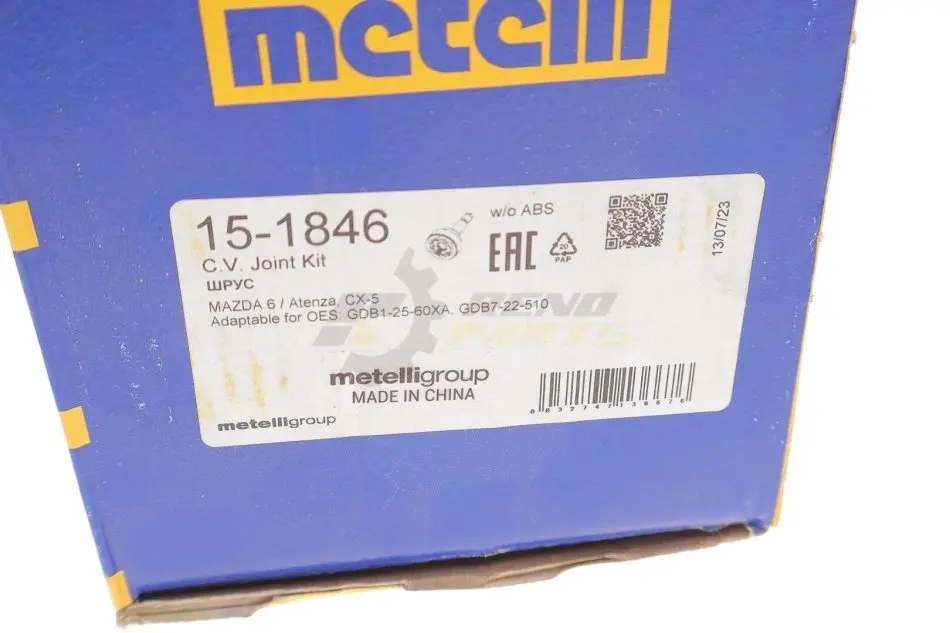 metelli
15-1846
C.V. Joint Kit
ШРУС
MAZDA 6 / Atenza, CX-5
Adaptable for OES: GDB1-25-60XA, GDB7-22-510
w/o ABS
EAC
20
PAP
13/07/23
metelligroup
MADE IN CHINA
metelligroup
PARTS